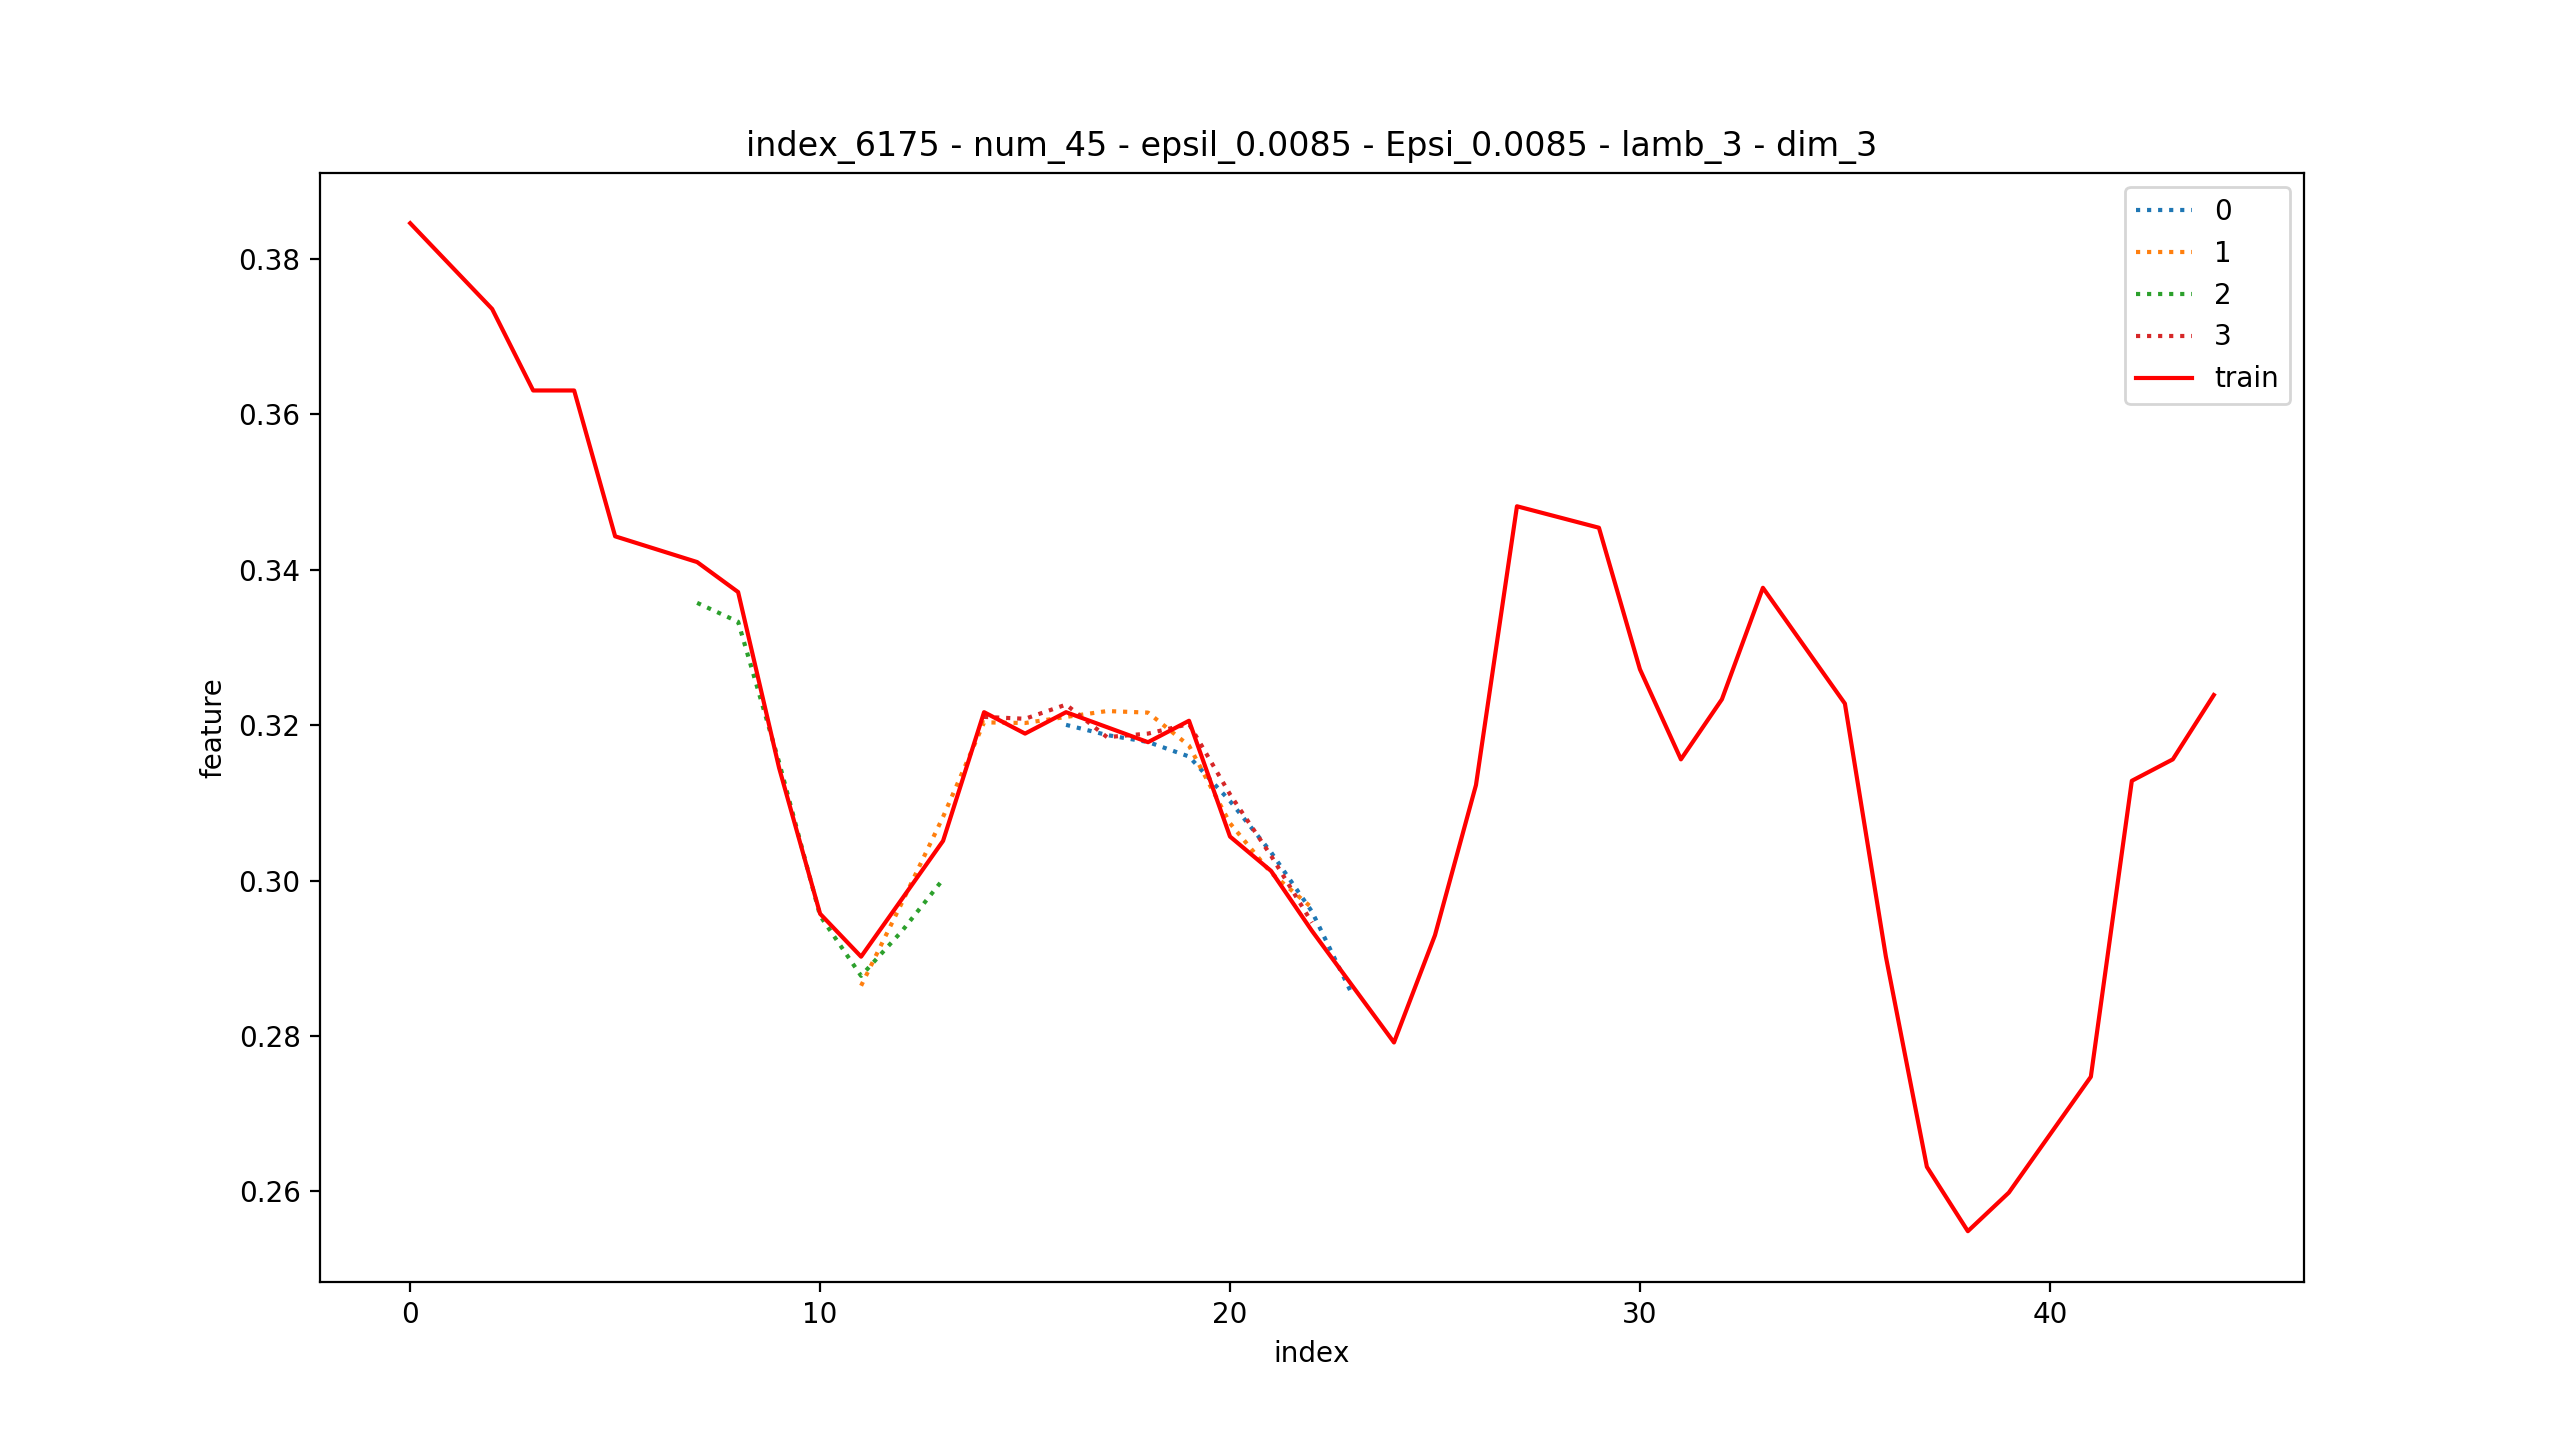 index_6175 - num_45 - epsil_0.0085 - Epsi_0.0085 - lamb_3 - dim_3
0
1
2
3
train
0.38
0.36
0.34
0.32
0.30
0.28
0.26
feature
0 10 20 30 40
index